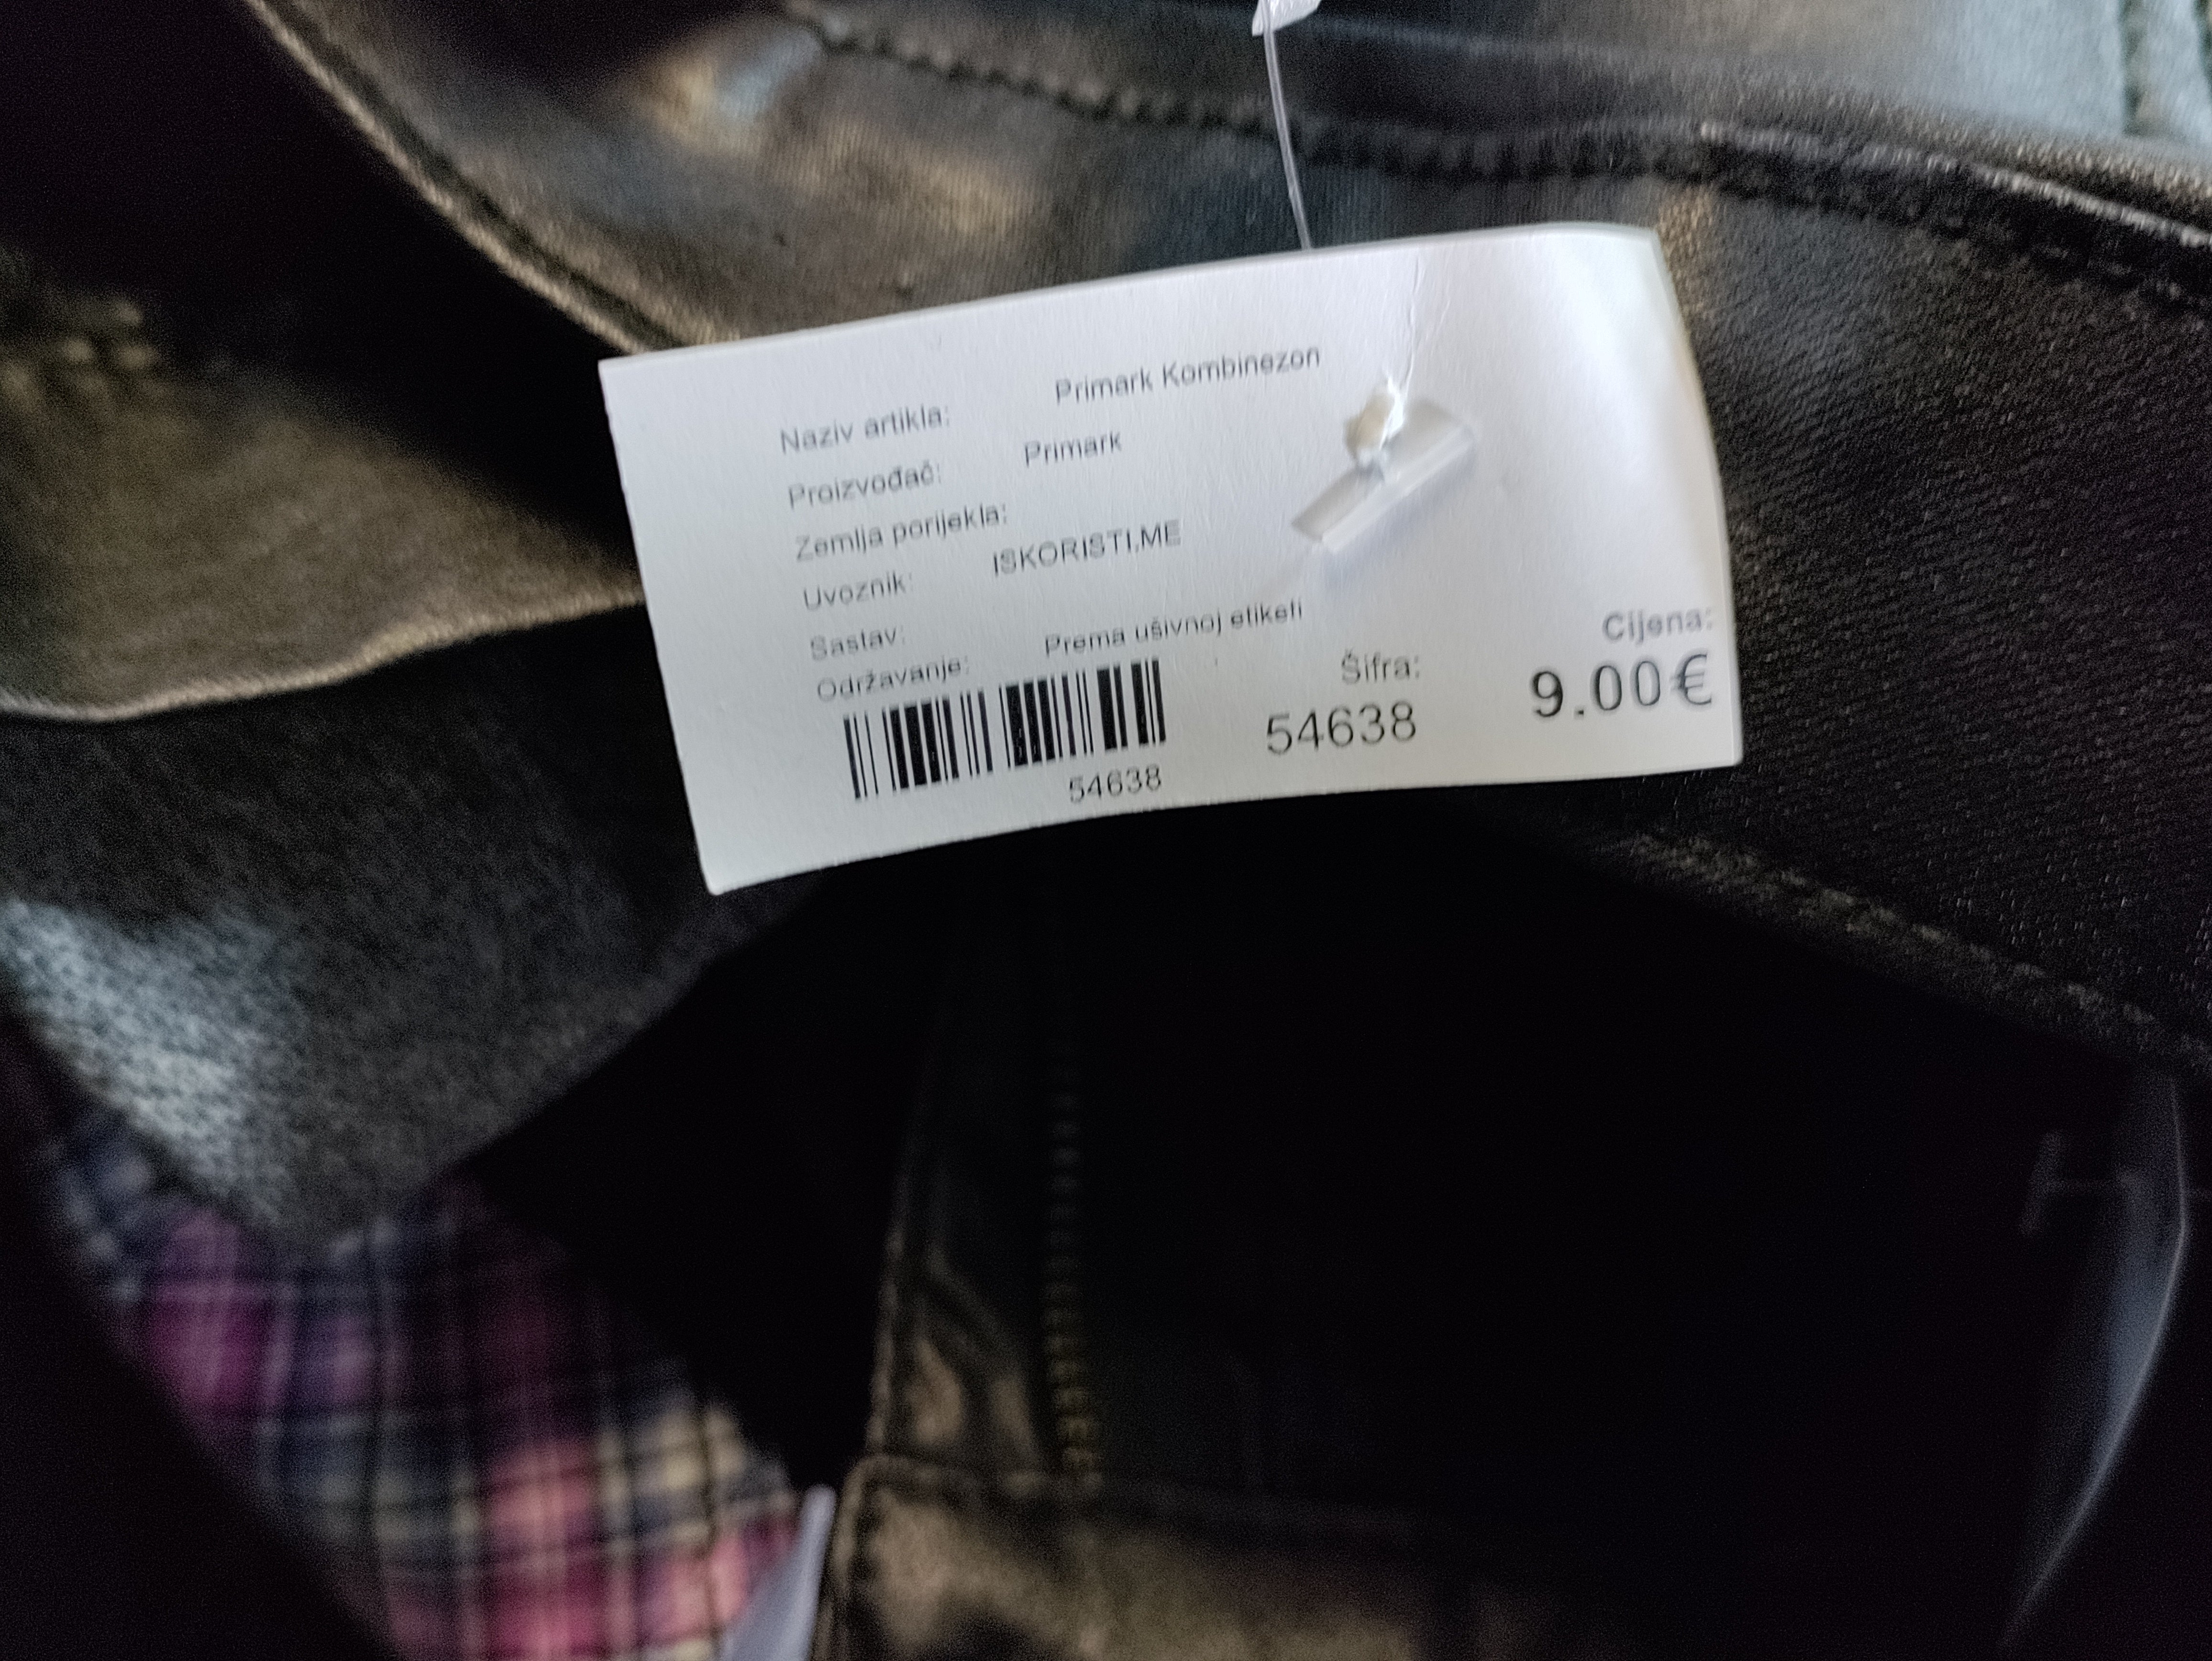 Naziv artikla: Primark Kombinezon
Proizvođač: Primark
Zemlja porijekla:
Uvoznik: ISKORISTI.ME
Sastav:
Održavanje: Prema ušivnoj etiketi
54638
Šifra:
54638
Cijena:
9.00€